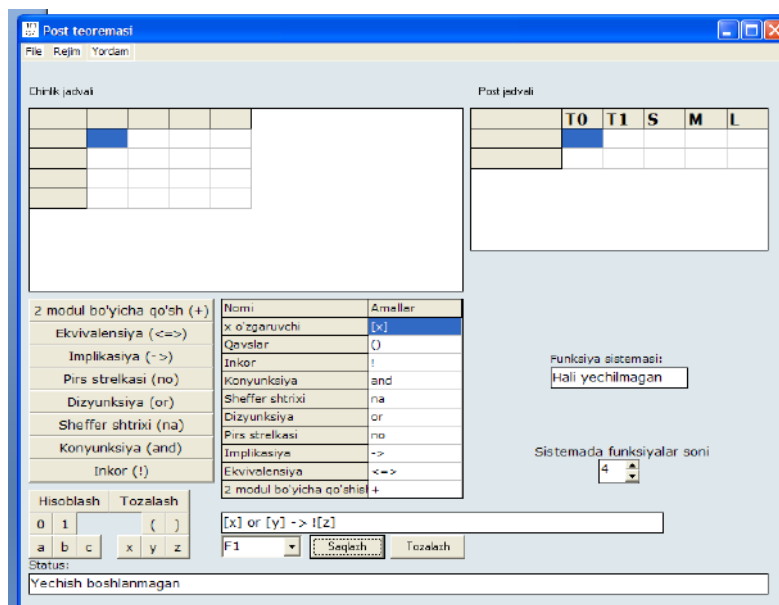 Post teoremasi
File Rejim Yordam
Chinlik jadvali
Post jadvali
T0 T1 S M L
2 modul bo'yicha qo'sh (+)
Ekvivalensiya (<=>)
Implikasiya (->)
Pirs strelkasi (no)
Dizyunksiya (or)
Sheffer shtrixi (na)
Konyunksiya (and)
Inkor (!)
Nomi Amallar
x o'zgaruvchi [x]
Qavslar ()
Inkor !
Konyunksiya and
Sheffer shtrixi na
Dizyunksiya or
Pirs strelkasi no
Implikasiya ->
Ekvivalensiya <=>
2 modul bo'yicha qo'shish +
Funksiya sistemasi:
Hali yechilmagan
Sistemada funksiyalar soni
4
Hisoblash Tozalash
0 1 ( )
a b c x y z
[x] or [y] -> ![z]
F1 Saqlash Tozalash
Status:
Yechish boshlanmagan